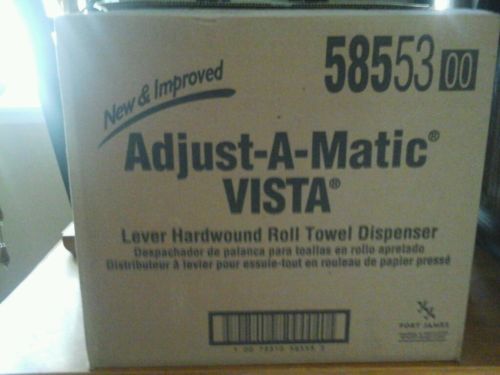 New & Improved
58553 00
Adjust-A-Matic®
VISTA®
Lever Hardwound Roll Towel Dispenser
Despachador de palanca para toallas en rollo apretado
Distributeur à levier pour essuie-tout en rouleau de papier pressé
FORT JAMES